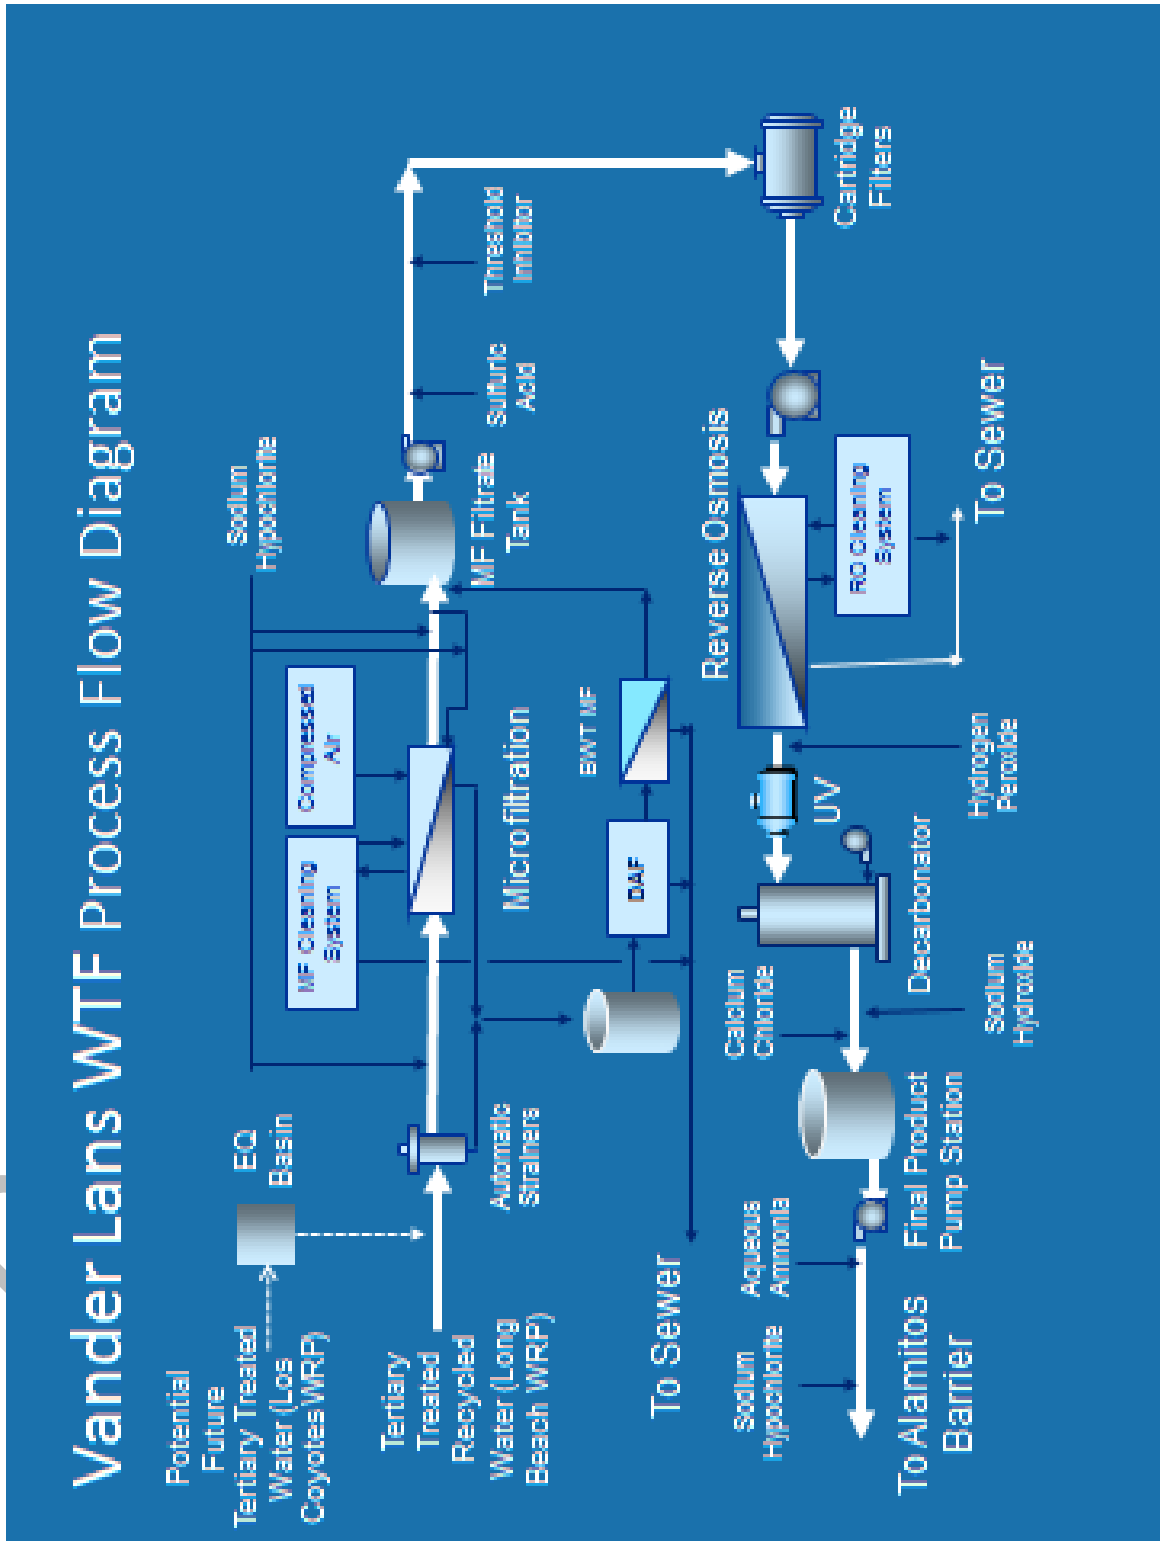 Vander Lans WTF Process Flow Diagram
Potential
Future
Tertiary Treated
Water (Los
Coyotes WRP)
EQ
Basin
Sodium
Hypochlorite
MF Cleaning
System
Compressed
Air
Tertiary
Treated
Recycled
Water (Long
Beach WRP)
Automatic
Strainers
Microfiltration
MF Filtrate
Tank
Sulfuric
Acid
Threshold
Inhibitor
DAF
BWT MF
To Sewer
Cartridge
Filters
Reverse Osmosis
RO Cleaning
System
To Sewer
Hydrogen
Peroxide
UV
Decarbonator
Calcium
Chloride
Sodium
Hydroxide
Final Product
Pump Station
Aqueous
Ammonia
Sodium
Hypochlorite
To Alamitos
Barrier